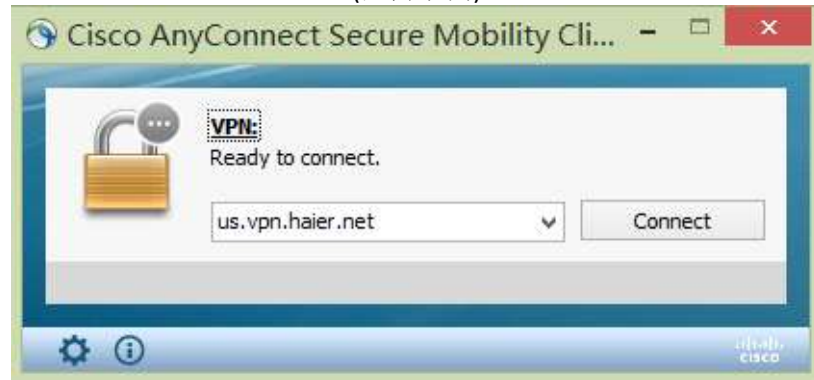 Cisco AnyConnect Secure Mobility Cli...
VPN:
Ready to connect.
us.vpn.haier.net
Connect
cisco